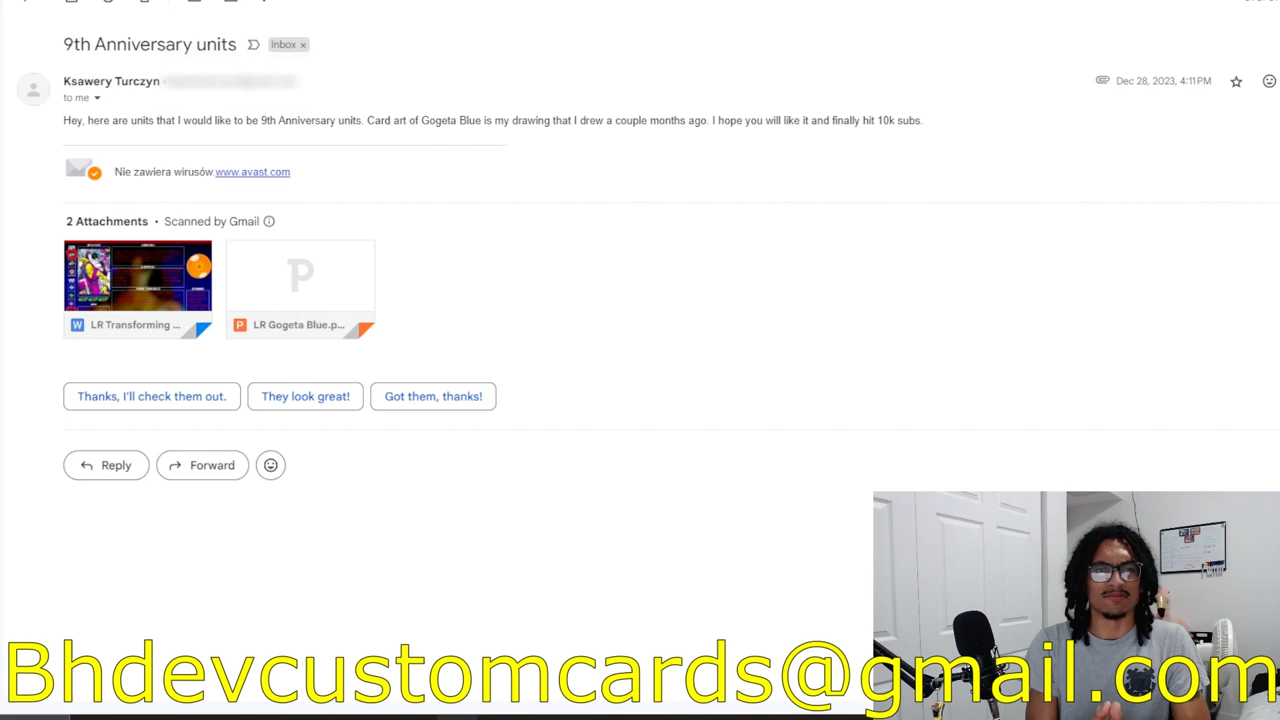 9th Anniversary units
Inbox ×
Ksawery Turczyn
Dec 28, 2023, 4:11 PM
to me
Hey, here are units that I would like to be 9th Anniversary units. Card art of Gogeta Blue is my drawing that I drew a couple months ago. I hope you will like it and finally hit 10k subs.
Nie zawiera wirusów.www.avast.com
2 Attachments • Scanned by Gmail
P
W LR Transforming ...
P LR Gogeta Blue.p...
Thanks, I'll check them out.
They look great!
Got them, thanks!
Reply
Forward
Bhdevcustomcards@gmail.com